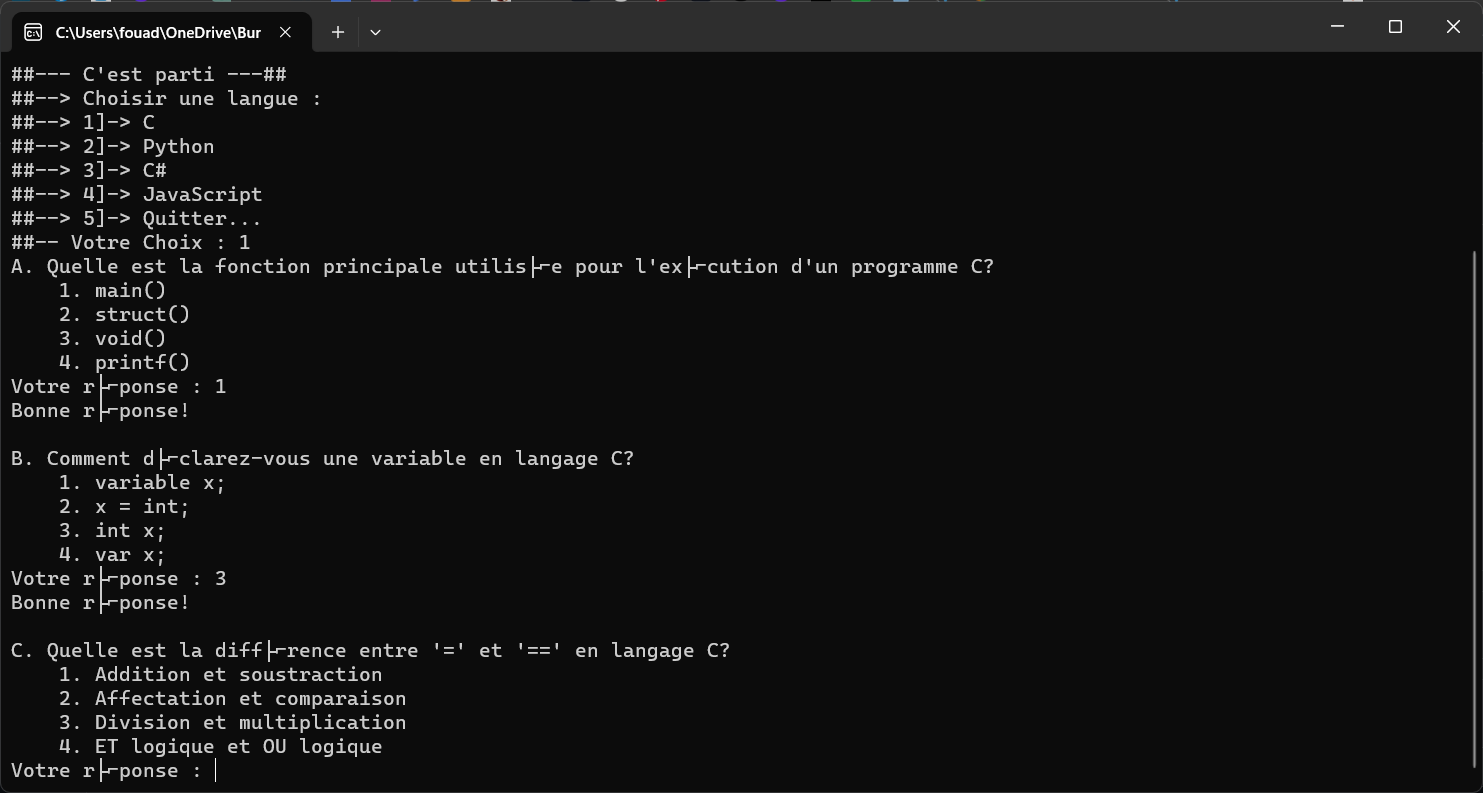 C:\Users\fouad\OneDrive\Bur
##--- C'est parti ---##
##--> Choisir une langue :
##--> 1]-> C
##--> 2]-> Python
##--> 3]-> C#
##--> 4]-> JavaScript
##--> 5]-> Quitter...
##-- Votre Choix : 1
A. Quelle est la fonction principale utilis├⌐e pour l'ex├⌐cution d'un programme C?
1. main()
2. struct()
3. void()
4. printf()
Votre r├⌐ponse : 1
Bonne r├⌐ponse!
B. Comment d├⌐clarez-vous une variable en langage C?
1. variable x;
2. x = int;
3. int x;
4. var x;
Votre r├⌐ponse : 3
Bonne r├⌐ponse!
C. Quelle est la diff├⌐rence entre '=' et '==' en langage C?
1. Addition et soustraction
2. Affectation et comparaison
3. Division et multiplication
4. ET logique et OU logique
Votre r├⌐ponse :